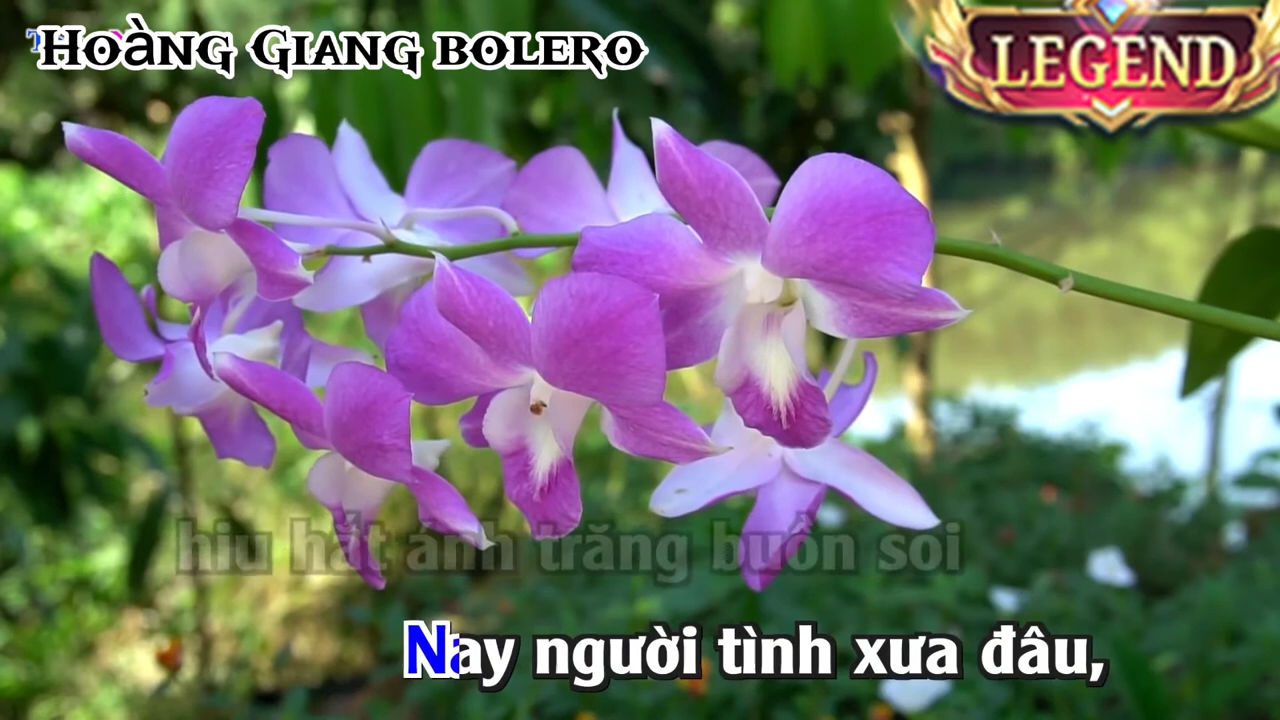 Hoàng Giang bolero
LEGEND
hiu hắt ánh trăng buồn soi
Nay người tình xưa đâu,